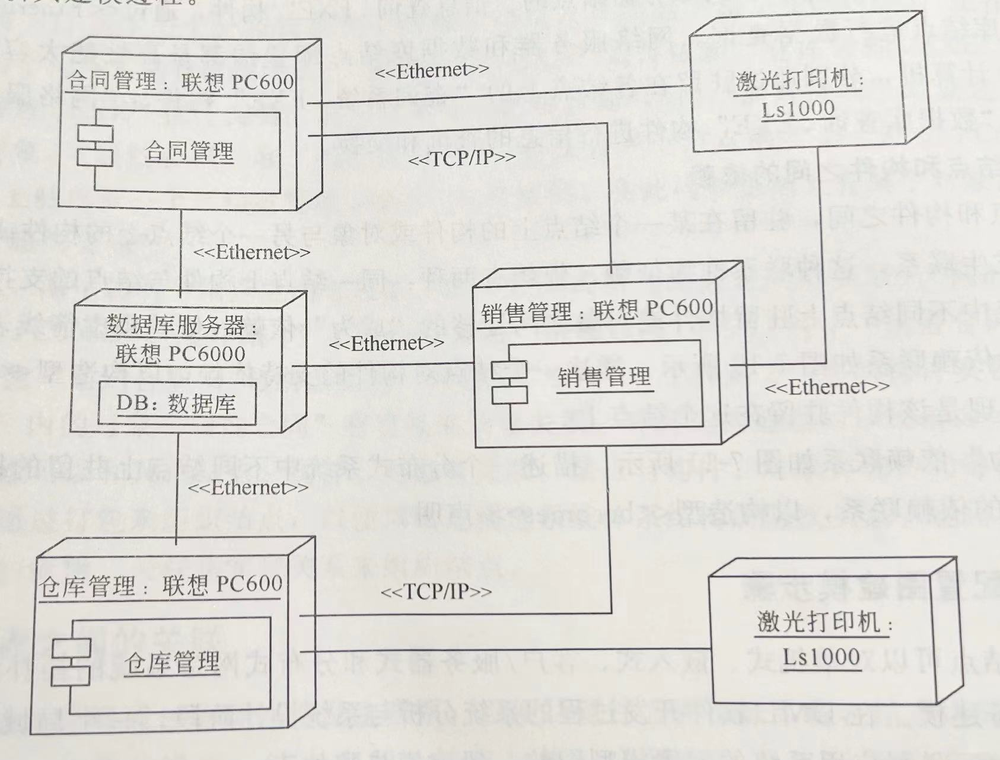 合同管理：联想 PC600
合同管理
<<Ethernet>>
激光打印机：
Ls1000
<<TCP/IP>>
<<Ethernet>>
数据库服务器：
联想 PC6000
DB：数据库
<<Ethernet>>
销售管理：联想 PC600
销售管理
<<Ethernet>>
<<Ethernet>>
仓库管理：联想 PC600
仓库管理
<<TCP/IP>>
激光打印机：
Ls1000